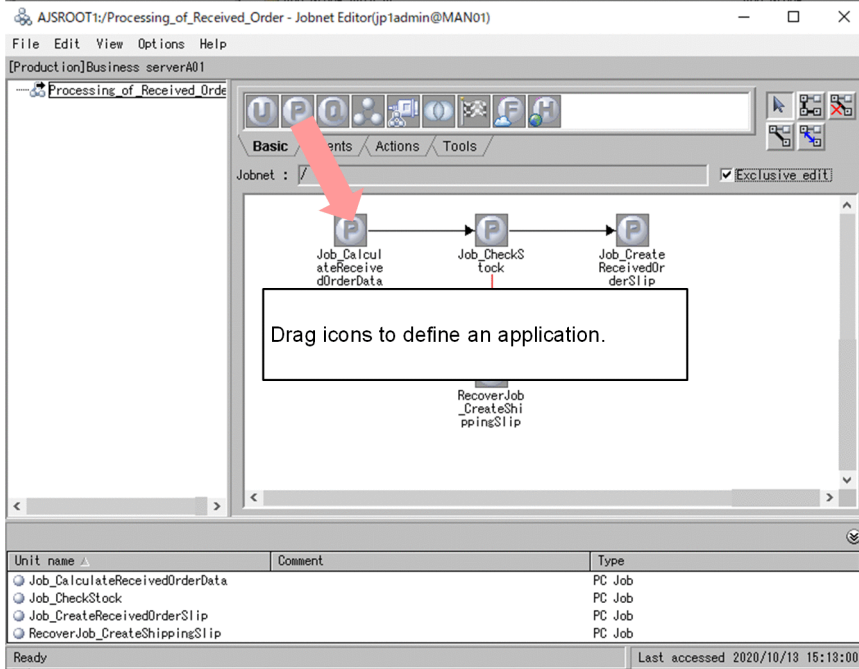 AJSROOT1:/Processing_of_Received_Order - Jobnet Editor(jp1admin@MAN01)
File Edit View Options Help
[Production]Business serverA01
Processing_of_Received_Orde
U P Q F H
Basic Actions Tools
Jobnet : /
Exclusive edit
P P P
Job_Calcul
ateReceive
dOrderData
Job_CheckS
tock
Job_Create
ReceivedOr
derSlip
Drag icons to define an application.
RecoverJob
_CreateShi
ppingSlip
Unit name Comment Type
Job_CalculateReceivedOrderData PC Job
Job_CheckStock PC Job
Job_CreateReceivedOrderSlip PC Job
RecoverJob_CreateShippingSlip PC Job
Ready Last accessed 2020/10/13 15:13:00